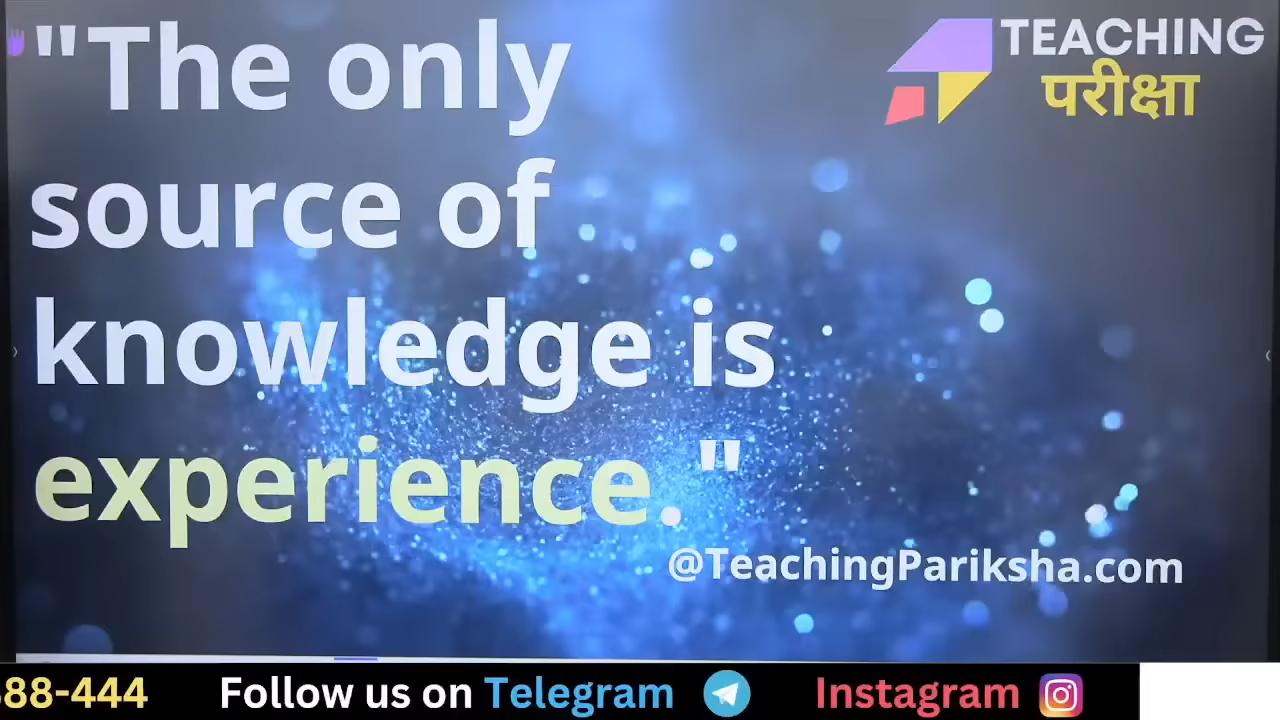 "The only
source of
knowledge is
experience."
TEACHING
परीक्षा
@TeachingPariksha.com
88-444
Follow us on Telegram
Instagram